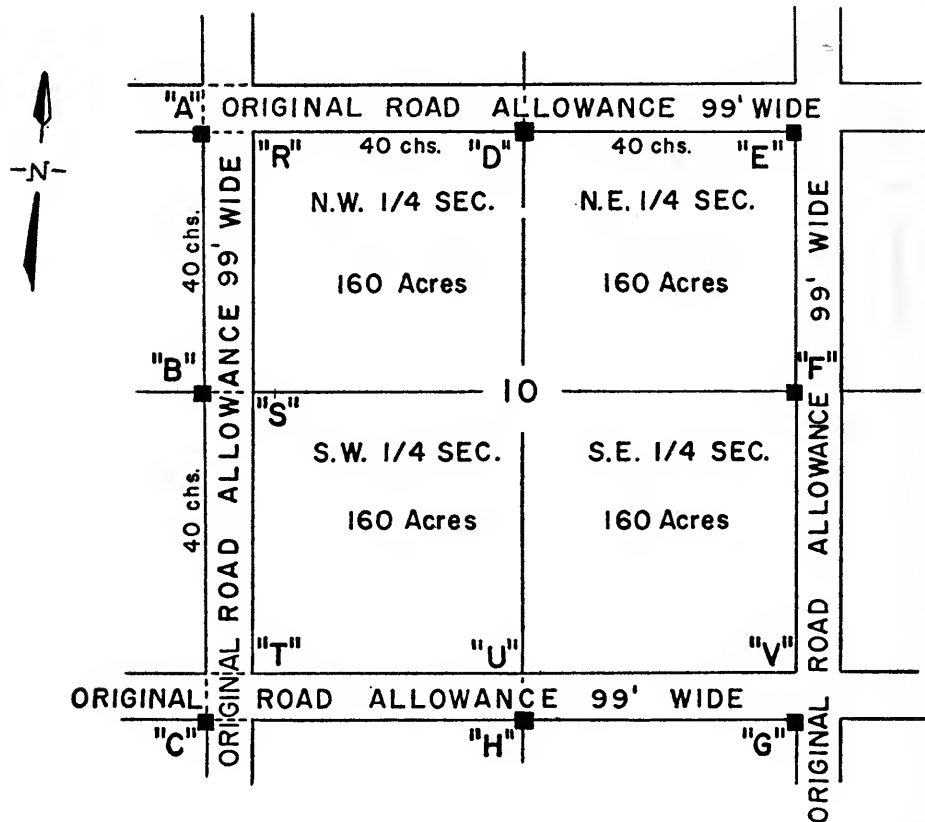 "A" ORIGINAL ROAD ALLOWANCE 99' WIDE
"R" 40 chs. "D" 40 chs. "E"
-N-
N.W. 1/4 SEC. N.E. 1/4 SEC.
40 chs.
ORIGINAL ROAD ALLOWANCE 99' WIDE
160 Acres 160 Acres
ORIGINAL ROAD ALLOWANCE 99' WIDE
"B" "S" 10 "F"
S.W. 1/4 SEC. S.E. 1/4 SEC.
40 chs.
160 Acres 160 Acres
"T" "U" "V"
ORIGINAL ROAD ALLOWANCE 99' WIDE
"C" "H" "G"